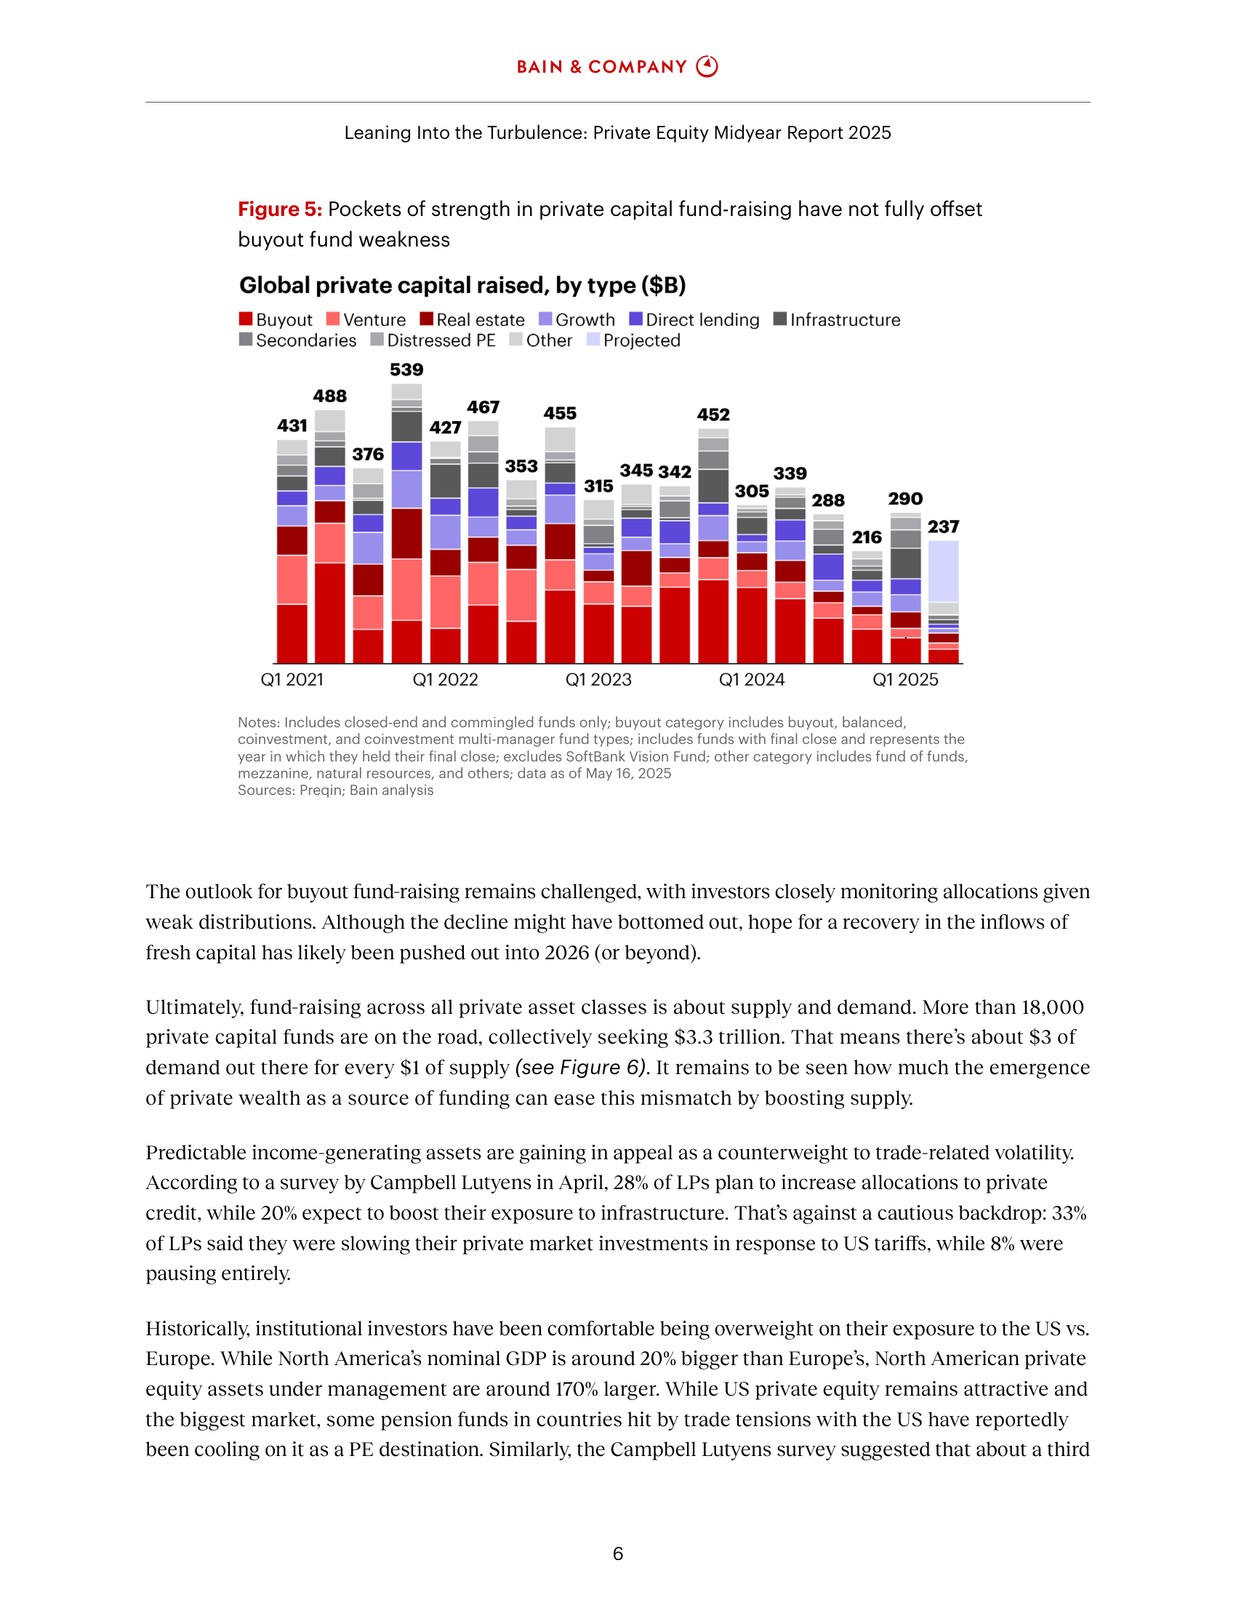 BAIN & COMPANY
Leaning Into the Turbulence: Private Equity Midyear Report 2025
Figure 5: Pockets of strength in private capital fund-raising have not fully offset
buyout fund weakness
Global private capital raised, by type ($B)
Buyout Venture Real estate Growth Direct lending Infrastructure
Secondaries Distressed PE Other Projected
431 488 376 539 427 467 353 455 315 345 342 452 305 339 288 216 290 237
Q1 2021 Q1 2022 Q1 2023 Q1 2024 Q1 2025
Notes: Includes closed-end and commingled funds only; buyout category includes buyout, balanced,
coinvestment, and coinvestment multi-manager fund types; includes funds with final close and represents the
year in which they held their final close; excludes SoftBank Vision Fund; other category includes fund of funds,
mezzanine, natural resources, and others; data as of May 16, 2025
Sources: Preqin; Bain analysis
The outlook for buyout fund-raising remains challenged, with investors closely monitoring allocations given
weak distributions. Although the decline might have bottomed out, hope for a recovery in the inflows of
fresh capital has likely been pushed out into 2026 (or beyond).
Ultimately, fund-raising across all private asset classes is about supply and demand. More than 18,000
private capital funds are on the road, collectively seeking $3.3 trillion. That means there's about $3 of
demand out there for every $1 of supply (see Figure 6). It remains to be seen how much the emergence
of private wealth as a source of funding can ease this mismatch by boosting supply.
Predictable income-generating assets are gaining in appeal as a counterweight to trade-related volatility.
According to a survey by Campbell Lutyens in April, 28% of LPs plan to increase allocations to private
credit, while 20% expect to boost their exposure to infrastructure. That's against a cautious backdrop: 33%
of LPs said they were slowing their private market investments in response to US tariffs, while 8% were
pausing entirely.
Historically, institutional investors have been comfortable being overweight on their exposure to the US vs.
Europe. While North America's nominal GDP is around 20% bigger than Europe's, North American private
equity assets under management are around 170% larger. While US private equity remains attractive and
the biggest market, some pension funds in countries hit by trade tensions with the US have reportedly
been cooling on it as a PE destination. Similarly, the Campbell Lutyens survey suggested that about a third
6